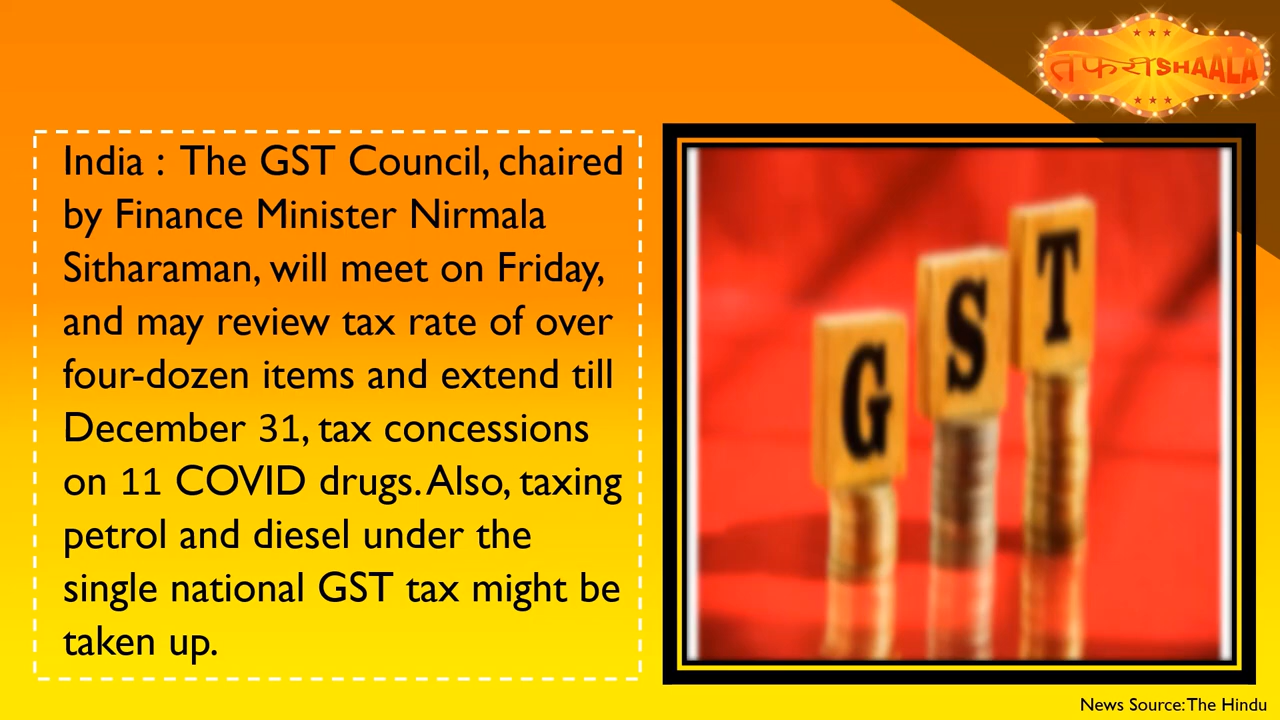 तफरीSHAALA
India : The GST Council, chaired
by Finance Minister Nirmala
Sitharaman, will meet on Friday,
and may review tax rate of over
four-dozen items and extend till
December 31, tax concessions
on 11 COVID drugs. Also, taxing
petrol and diesel under the
single national GST tax might be
taken up.
G S T
News Source: The Hindu